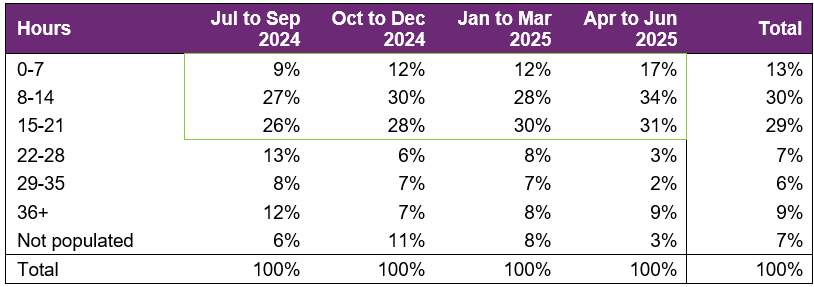 Hours Jul to Sep 2024 Oct to Dec 2024 Jan to Mar 2025 Apr to Jun 2025 Total
0-7 9% 12% 12% 17% 13%
8-14 27% 30% 28% 34% 30%
15-21 26% 28% 30% 31% 29%
22-28 13% 6% 8% 3% 7%
29-35 8% 7% 7% 2% 6%
36+ 12% 7% 8% 9% 9%
Not populated 6% 11% 8% 3% 7%
Total 100% 100% 100% 100% 100%